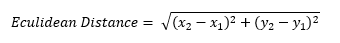 Eculidean Distance = √(x₂ − x₁)² + (y₂ − y₁)²